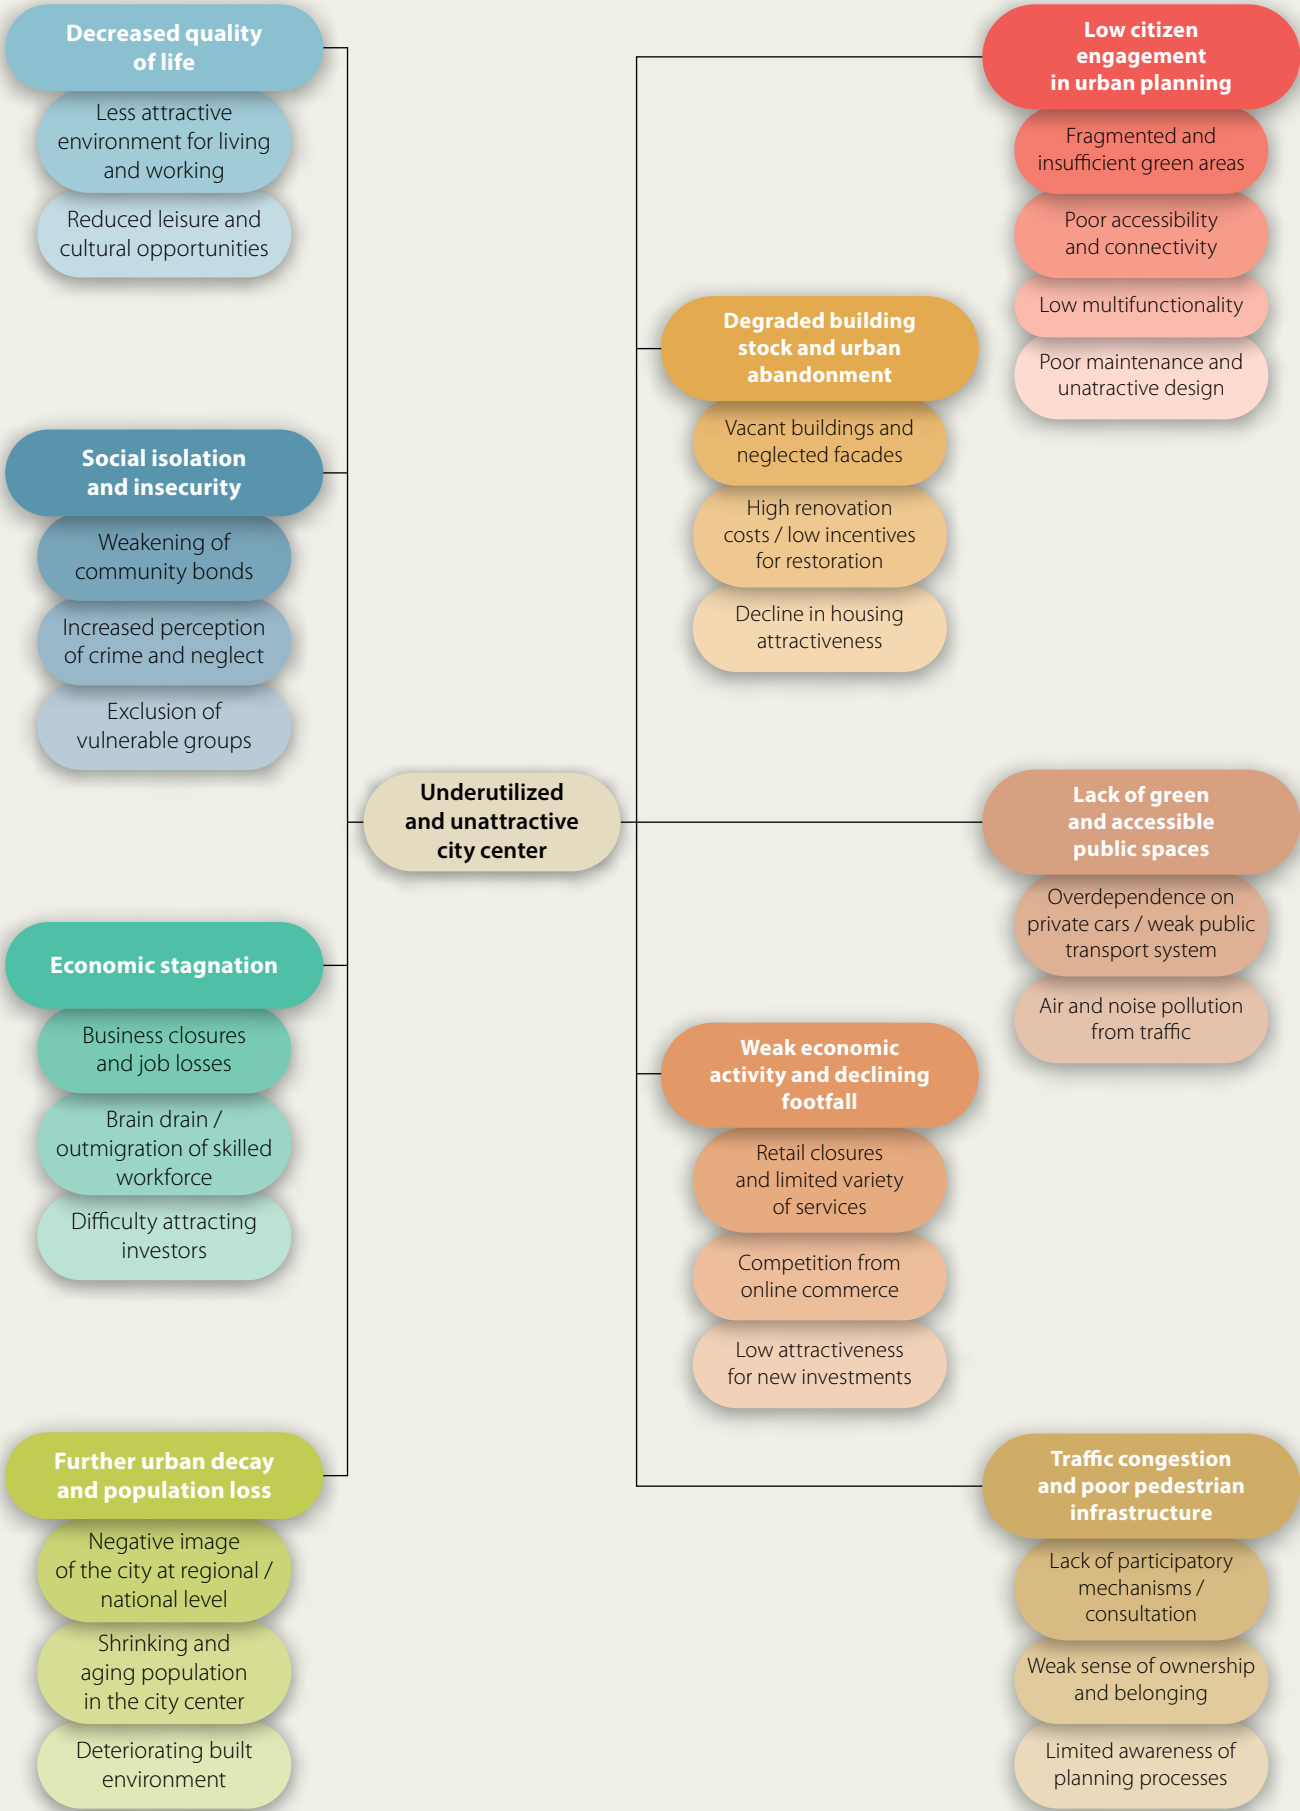 Decreased quality
of life
Less attractive
environment for living
and working
Reduced leisure and
cultural opportunities
Social isolation
and insecurity
Weakening of
community bonds
Increased perception
of crime and neglect
Exclusion of
vulnerable groups
Economic stagnation
Business closures
and job losses
Brain drain /
outmigration of skilled
workforce
Difficulty attracting
investors
Further urban decay
and population loss
Negative image
of the city at regional /
national level
Shrinking and
aging population
in the city center
Deteriorating built
environment
Underutilized
and unattractive
city center
Degraded building
stock and urban
abandonment
Vacant buildings and
neglected facades
High renovation
costs / low incentives
for restoration
Decline in housing
attractiveness
Weak economic
activity and declining
footfall
Retail closures
and limited variety
of services
Competition from
online commerce
Low attractiveness
for new investments
Low citizen
engagement
in urban planning
Fragmented and
insufficient green areas
Poor accessibility
and connectivity
Low multifunctionality
Poor maintenance and
unatractive design
Lack of green
and accessible
public spaces
Overdependence on
private cars / weak public
transport system
Air and noise pollution
from traffic
Traffic congestion
and poor pedestrian
infrastructure
Lack of participatory
mechanisms /
consultation
Weak sense of ownership
and belonging
Limited awareness of
planning processes